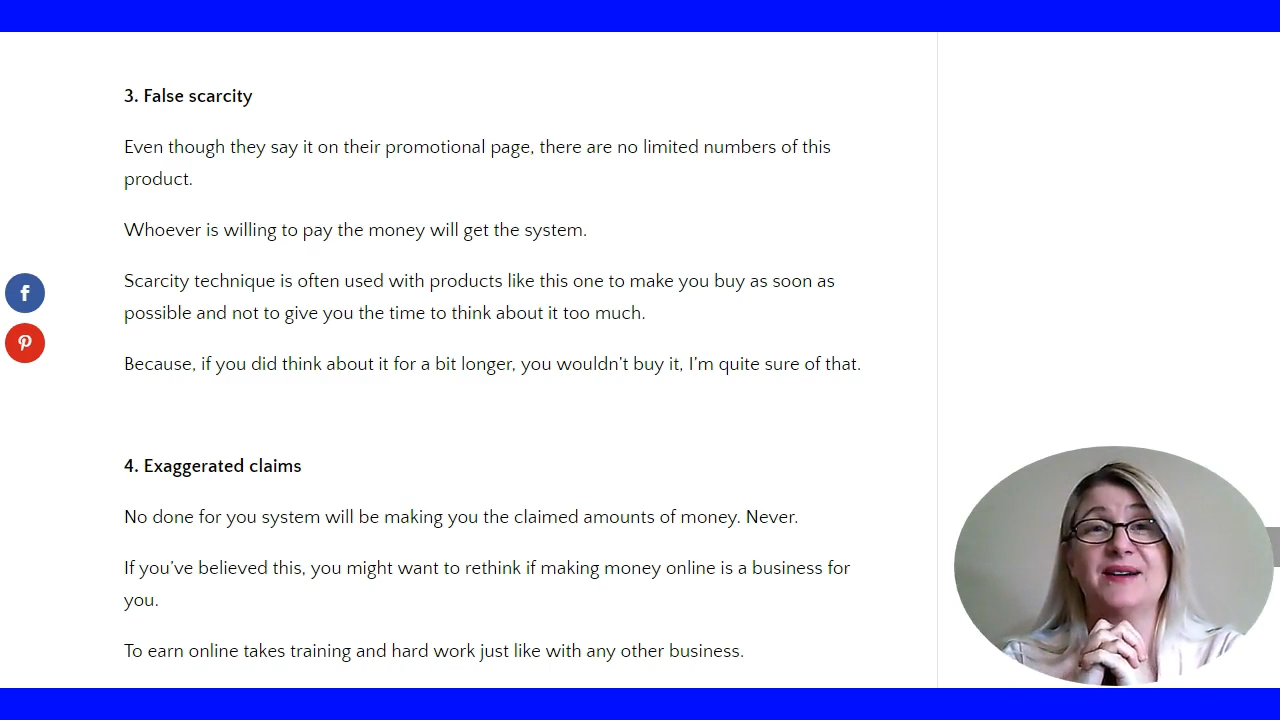 3. False scarcity
Even though they say it on their promotional page, there are no limited numbers of this
product.
Whoever is willing to pay the money will get the system.
Scarcity technique is often used with products like this one to make you buy as soon as
possible and not to give you the time to think about it too much.
Because, if you did think about it for a bit longer, you wouldn’t buy it, I’m quite sure of that.
4. Exaggerated claims
No done for you system will be making you the claimed amounts of money. Never.
If you’ve believed this, you might want to rethink if making money online is a business for
you.
To earn online takes training and hard work just like with any other business.